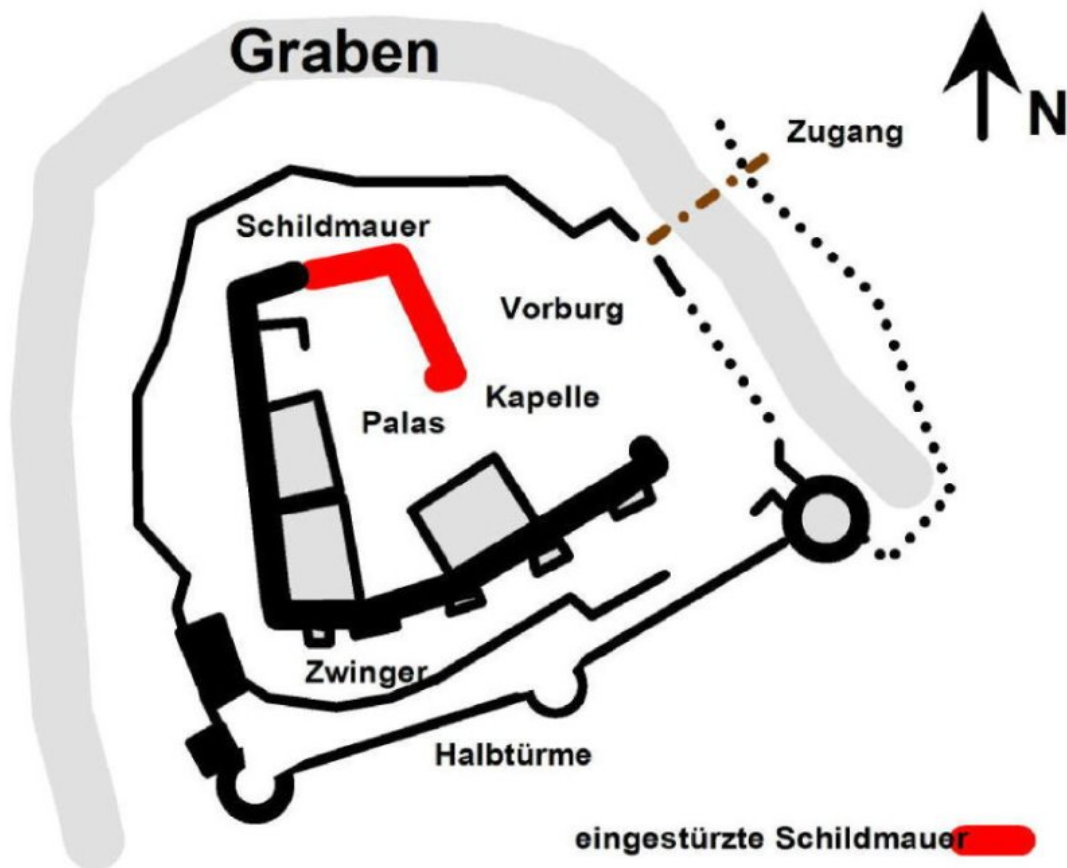 Graben
N
Zugang
Schildmauer
Vorburg
Kapelle
Palas
Zwinger
Halbtürme
eingestürzte Schildmauer